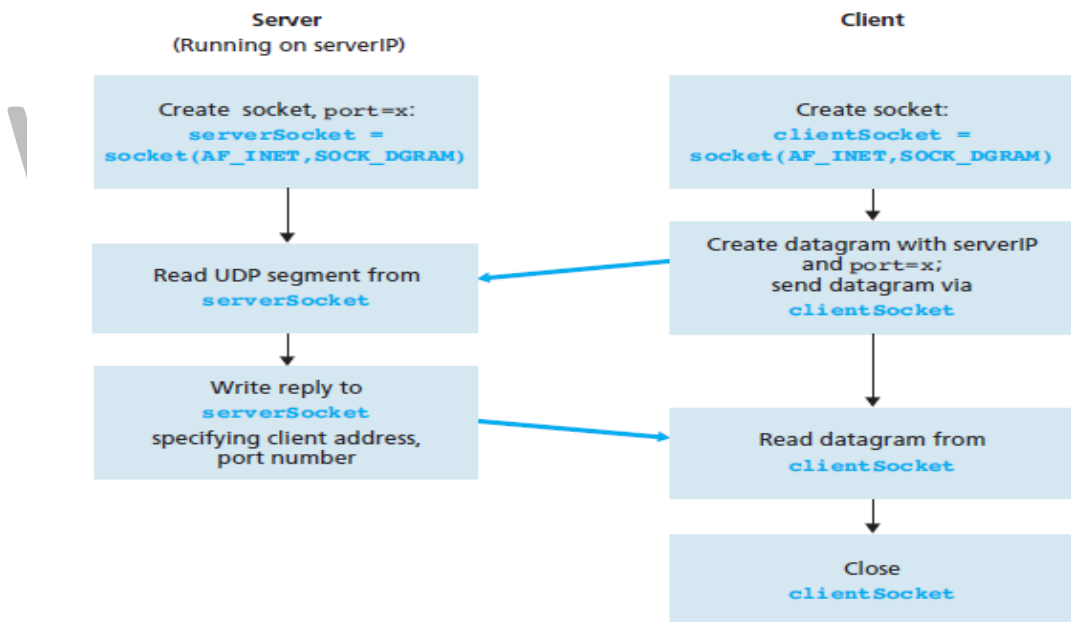 Server
(Running on serverIP)
Create socket, port=x:
serverSocket =
socket(AF_INET,SOCK_DGRAM)
Read UDP segment from
serverSocket
Write reply to
serverSocket
specifying client address,
port number
Client
Create socket:
clientSocket =
socket(AF_INET,SOCK_DGRAM)
Create datagram with serverIP
and port=x;
send datagram via
clientSocket
Read datagram from
clientSocket
Close
clientSocket